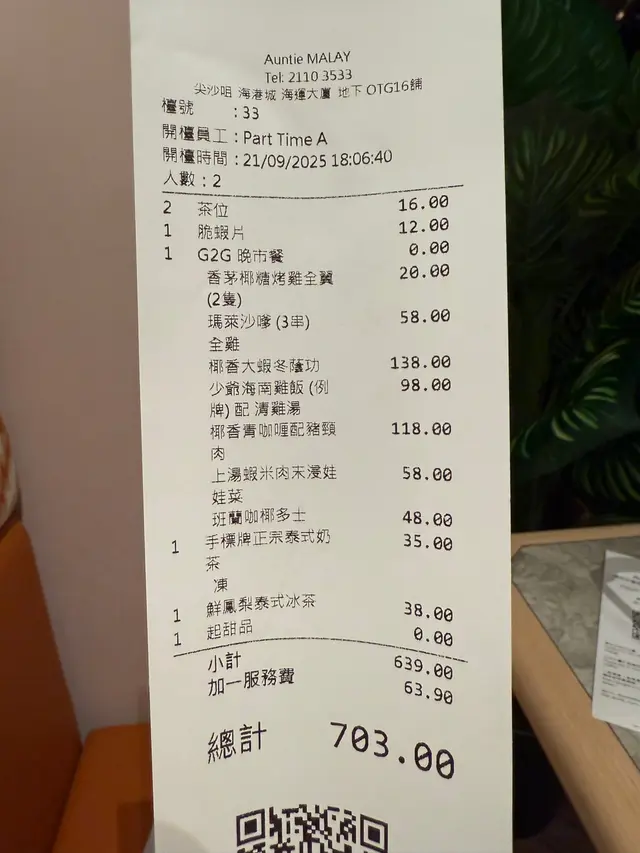 Auntie MALAY
Tel: 2110 3533
尖沙咀 海港城 海運大廈 地下 OTG16舖
檯號 : 33
開檯員工 : Part Time A
開檯時間 : 21/09/2025 18:06:40
人數 : 2
2 茶位 16.00
1 脆蝦片 12.00
1 G2G 晚市餐 0.00
香茅椰糖烤雞全翼 20.00
(2隻)
瑪萊沙嗲 (3串) 58.00
全雞
椰香大蝦冬蔭功 138.00
少爺海南雞飯 (例 98.00
牌) 配 清雞湯
椰香青咖喱配豬頸 118.00
肉
上湯蝦米肉末浸娃 58.00
娃菜
班蘭咖椰多士 48.00
1 手標牌正宗泰式奶 35.00
茶
凍
1 鮮鳳梨泰式冰茶 38.00
1 起甜品 0.00
小計 639.00
加一服務費 63.90
總計 703.00